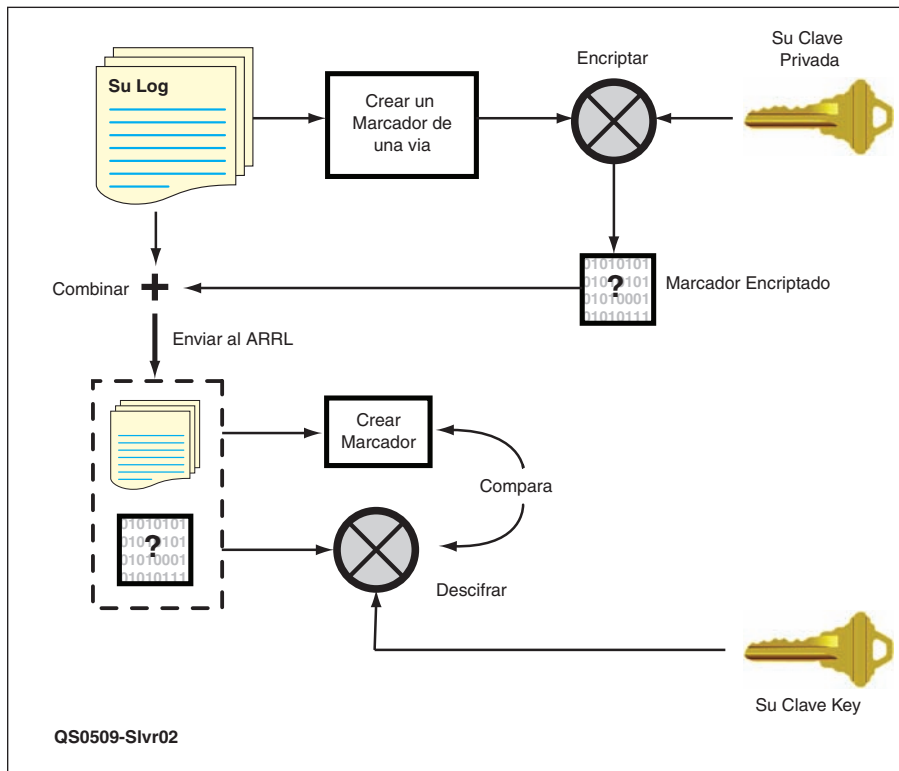 Su Clave
Privada
Encriptar
Su Log
Crear un
Marcador de
una via
01010101
?
01010101
01010001
01010111
Marcador Encriptado
Combinar
+
Enviar al ARRL
Crear
Marcador
Compara
01010101
?
01010101
01010001
01010111
Descifrar
Su Clave Key
QS0509-Slvr02